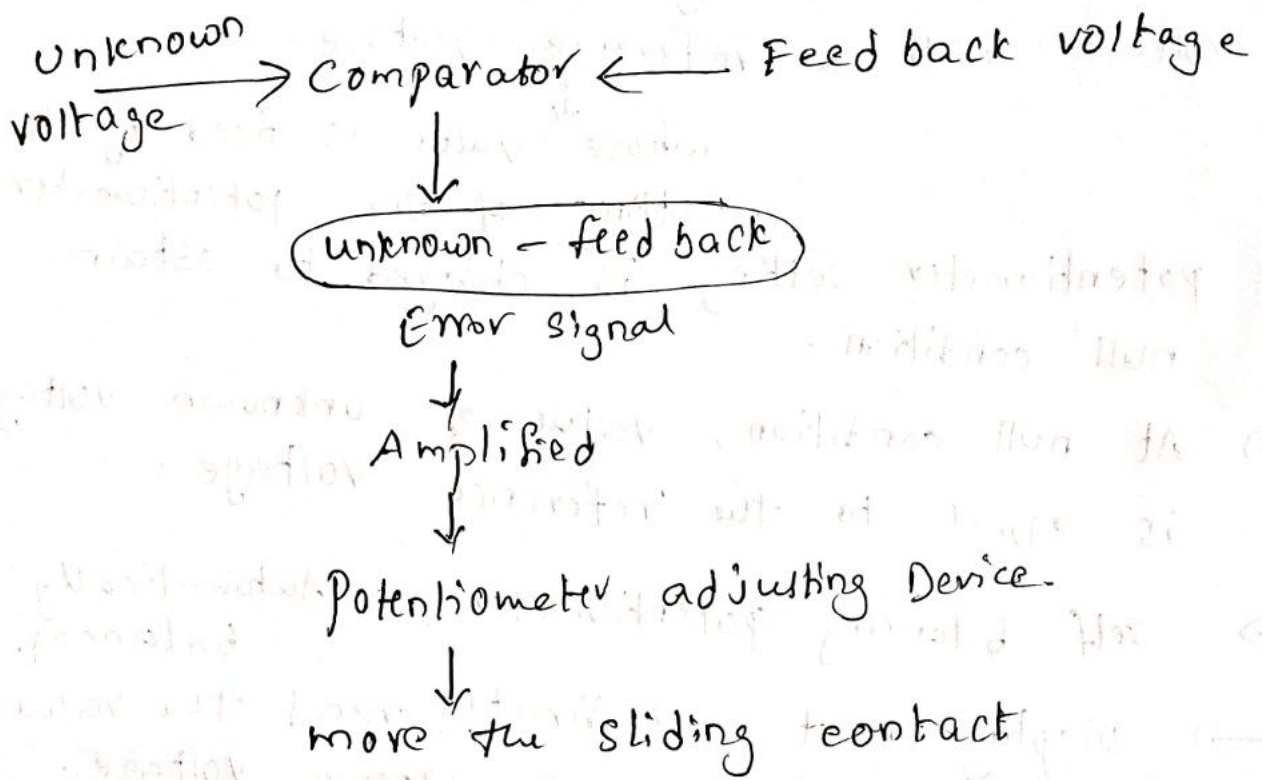 Unknown voltage → Comparator ← Feed back voltage
unknown - feed back
Error signal
Amplified
Potentiometer adjusting Device.
move the sliding contact